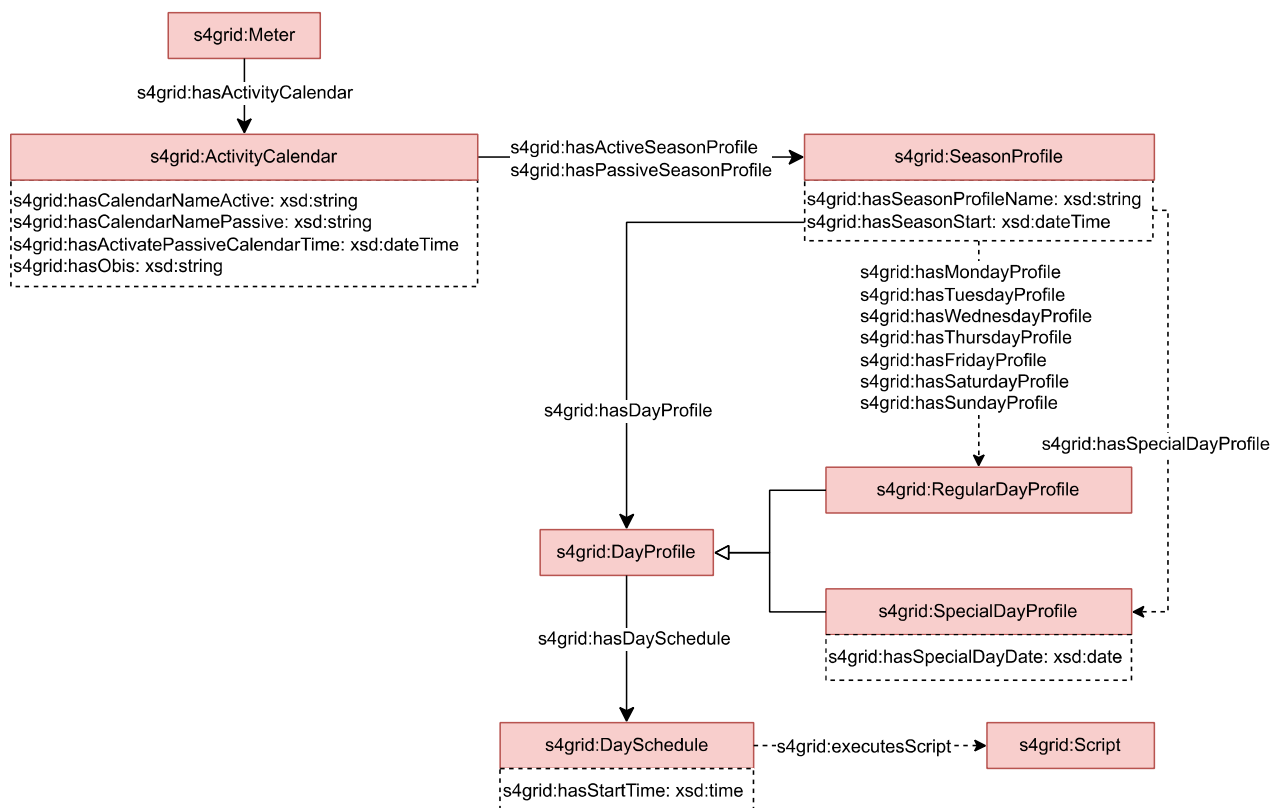 s4grid:Meter
s4grid:hasActivityCalendar
s4grid:ActivityCalendar
s4grid:hasCalendarNameActive: xsd:string
s4grid:hasCalendarNamePassive: xsd:string
s4grid:hasActivatePassiveCalendarTime: xsd:dateTime
s4grid:hasObis: xsd:string
s4grid:hasActiveSeasonProfile
s4grid:hasPassiveSeasonProfile
s4grid:SeasonProfile
s4grid:hasSeasonProfileName: xsd:string
s4grid:hasSeasonStart: xsd:dateTime
s4grid:hasMondayProfile
s4grid:hasTuesdayProfile
s4grid:hasWednesdayProfile
s4grid:hasThursdayProfile
s4grid:hasFridayProfile
s4grid:hasSaturdayProfile
s4grid:hasSundayProfile
s4grid:hasDayProfile
s4grid:hasSpecialDayProfile
s4grid:RegularDayProfile
s4grid:DayProfile
s4grid:SpecialDayProfile
s4grid:hasSpecialDayDate: xsd:date
s4grid:hasDaySchedule
s4grid:DaySchedule
s4grid:hasStartTime: xsd:time
s4grid:executesScript
s4grid:Script